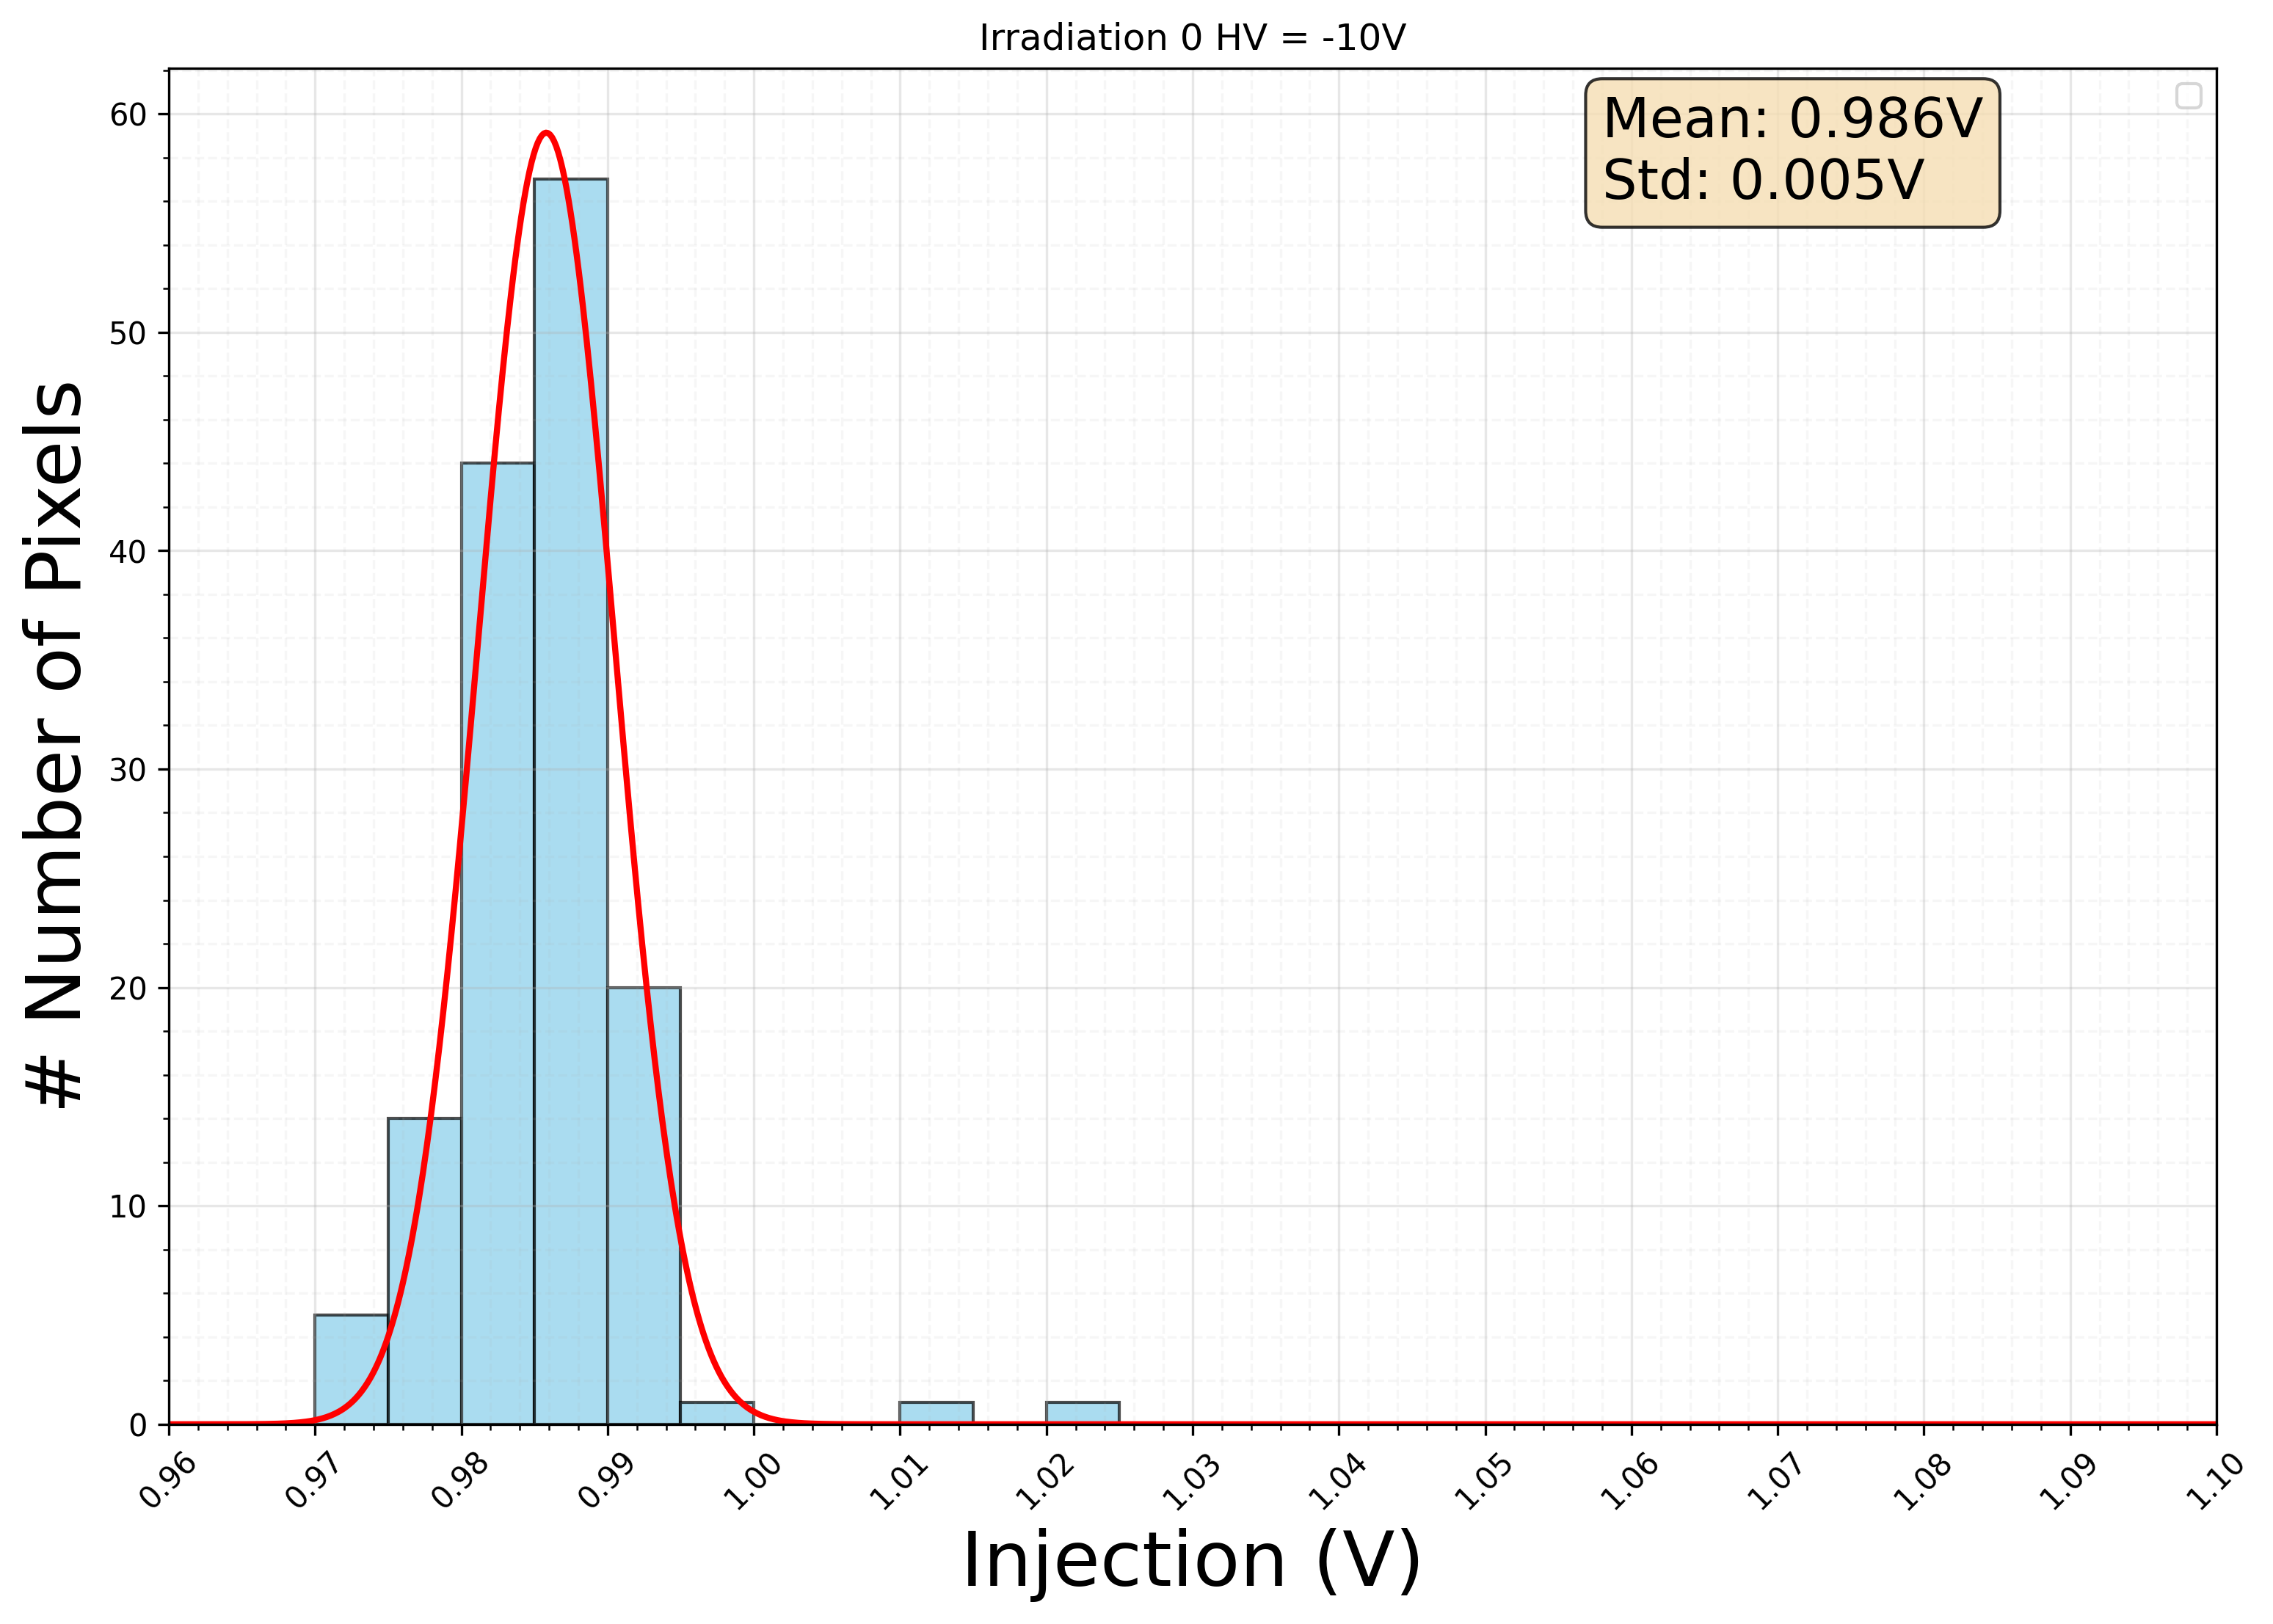 Irradiation 0 HV = -10V
Mean: 0.986V
Std: 0.005V
# Number of Pixels
60
50
40
30
20
10
0
0.96 0.97 0.98 0.99 1.00 1.01 1.02 1.03 1.04 1.05 1.06 1.07 1.08 1.09 1.10
Injection (V)